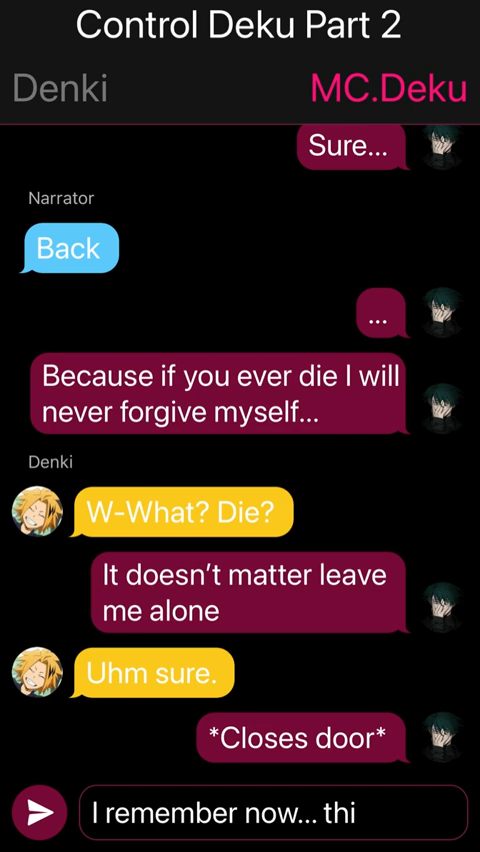 Control Deku Part 2
Denki MC.Deku
Sure...
Narrator
Back
...
Because if you ever die I will
never forgive myself...
Denki
W-What? Die?
It doesn’t matter leave
me alone
Uhm sure.
*Closes door*
I remember now... thi